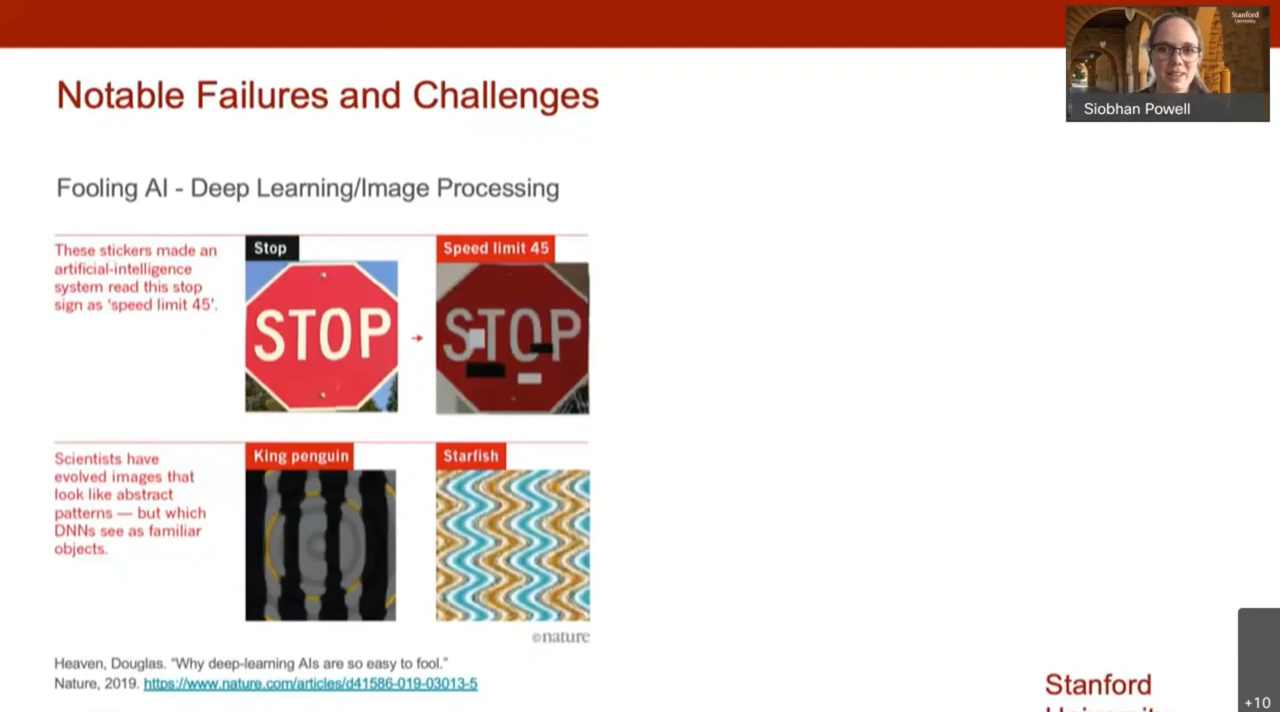 Stanford
University
Siobhan Powell
Notable Failures and Challenges
Fooling AI - Deep Learning/Image Processing
These stickers made an
artificial-intelligence
system read this stop
sign as ‘speed limit 45’.
Stop
STOP
Speed limit 45
STOP
Scientists have
evolved images that
look like abstract
patterns — but which
DNNs see as familiar
objects.
King penguin
Starfish
©nature
Heaven, Douglas. “Why deep-learning AIs are so easy to fool.”
Nature, 2019. https://www.nature.com/articles/d41586-019-03013-5
Stanford
+10